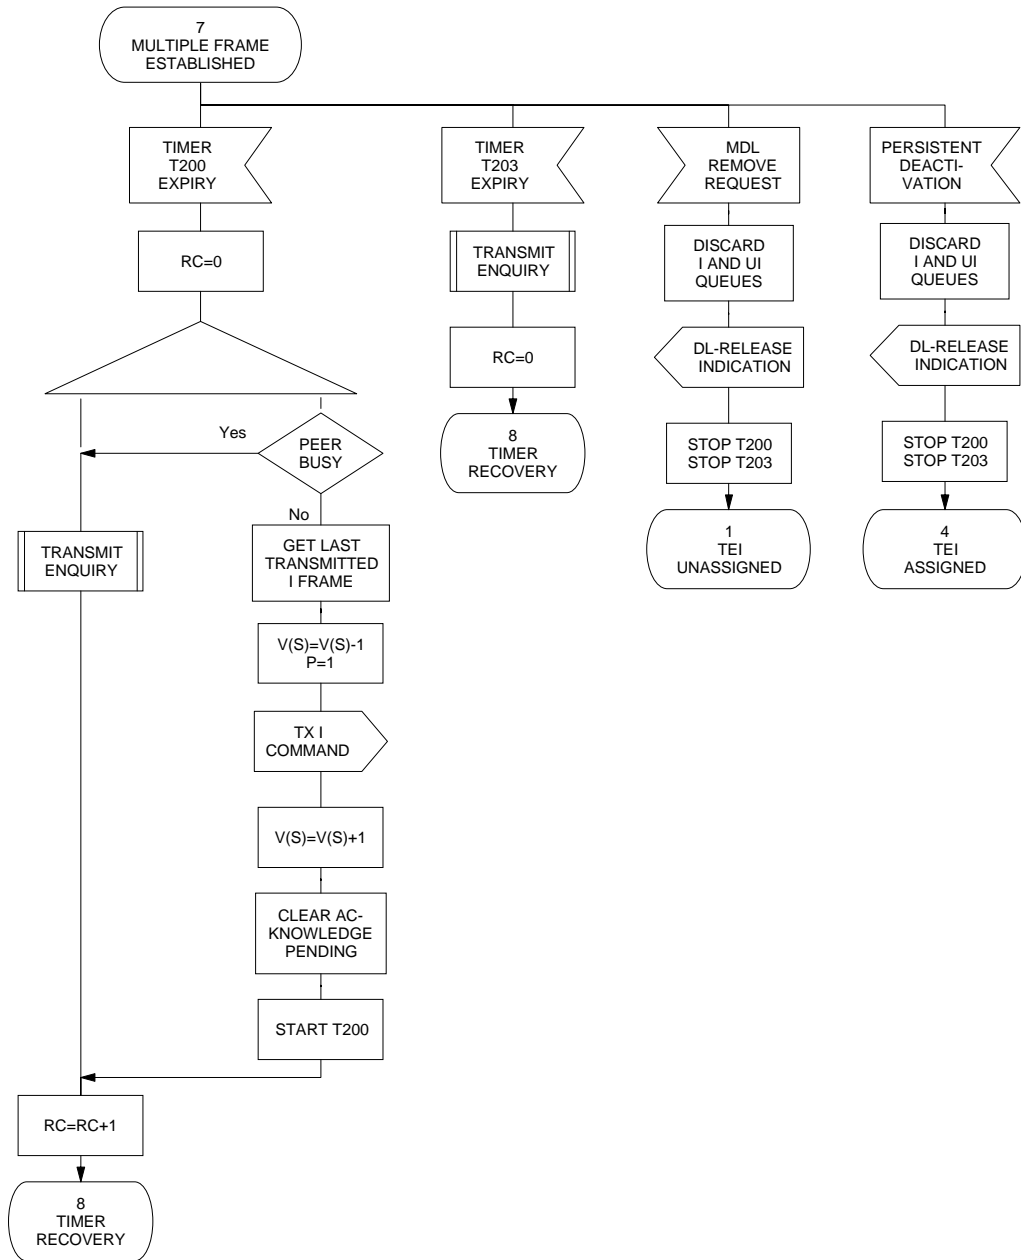 7
MULTIPLE FRAME
ESTABLISHED
TIMER
T200
EXPIRY
RC=0
Yes
PEER
BUSY
No
TRANSMIT
ENQUIRY
GET LAST
TRANSMITTED
I FRAME
V(S)=V(S)-1
P=1
TX I
COMMAND
V(S)=V(S)+1
CLEAR AC-
KNOWLEDGE
PENDING
START T200
RC=RC+1
8
TIMER
RECOVERY
TIMER
T203
EXPIRY
TRANSMIT
ENQUIRY
RC=0
8
TIMER
RECOVERY
MDL
REMOVE
REQUEST
DISCARD
I AND UI
QUEUES
DL-RELEASE
INDICATION
STOP T200
STOP T203
1
TEI
UNASSIGNED
PERSISTENT
DEACTI-
VATION
DISCARD
I AND UI
QUEUES
DL-RELEASE
INDICATION
STOP T200
STOP T203
4
TEI
ASSIGNED